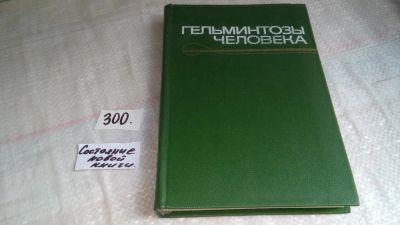 ГЕЛЬМИНТОЗЫ
ЧЕЛОВЕКА
300.
Состояние
новой
книги.